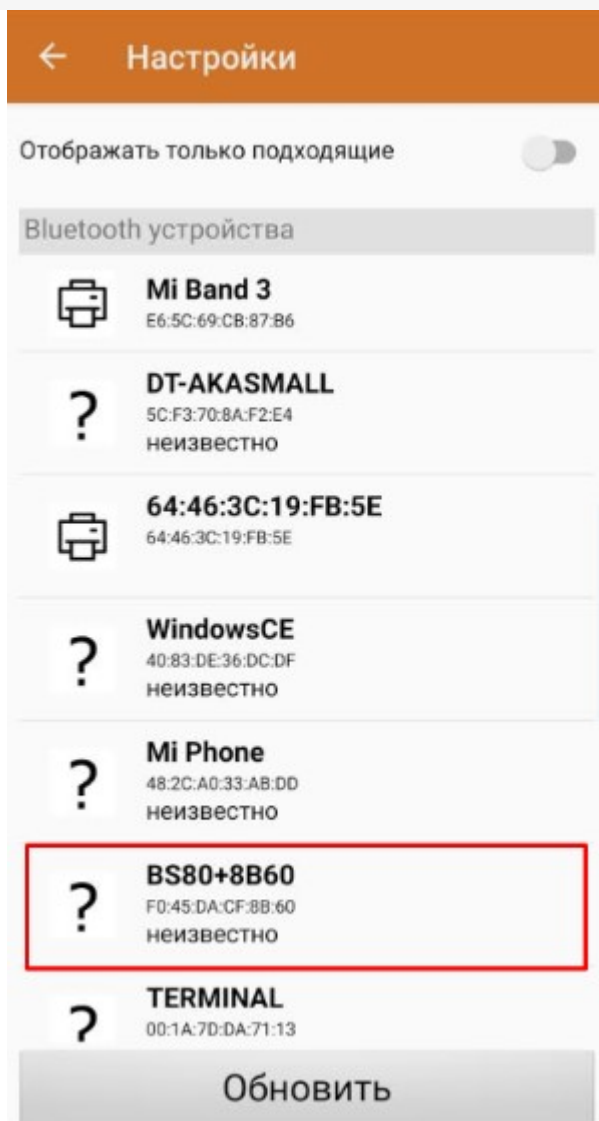 Настройки
Отображать только подходящие
Bluetooth устройства
Mi Band 3
E6:5C:69:CB:87:B6
DT-AKASMALL
5C:F3:70:8A:F2:E4
неизвестно
64:46:3C:19:FB:5E
64:46:3C:19:FB:5E
WindowsCE
40:83:DE:36:DC:DF
неизвестно
Mi Phone
48:2C:A0:33:AB:DD
неизвестно
BS80+8B60
F0:45:DA:CF:8B:60
неизвестно
TERMINAL
00:1A:7D:DA:71:13
Обновить